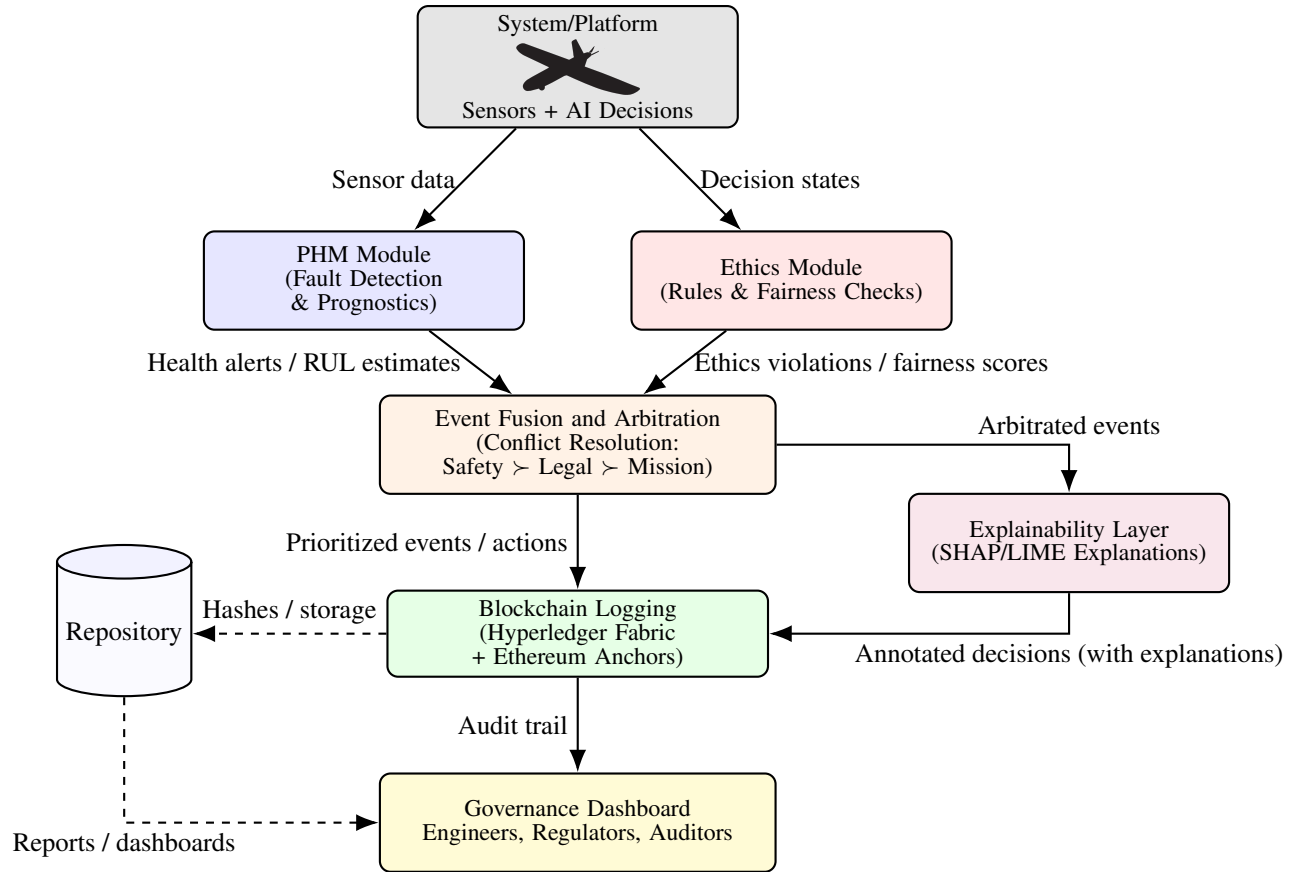 System/Platform
Sensors + AI Decisions
Sensor data
Decision states
PHM Module
(Fault Detection
& Prognostics)
Ethics Module
(Rules & Fairness Checks)
Health alerts / RUL estimates
Ethics violations / fairness scores
Event Fusion and Arbitration
(Conflict Resolution:
Safety ≻ Legal ≻ Mission)
Arbitrated events
Explainability Layer
(SHAP/LIME Explanations)
Prioritized events / actions
Repository
Hashes / storage
Blockchain Logging
(Hyperledger Fabric
+ Ethereum Anchors)
Annotated decisions (with explanations)
Audit trail
Governance Dashboard
Engineers, Regulators, Auditors
Reports / dashboards